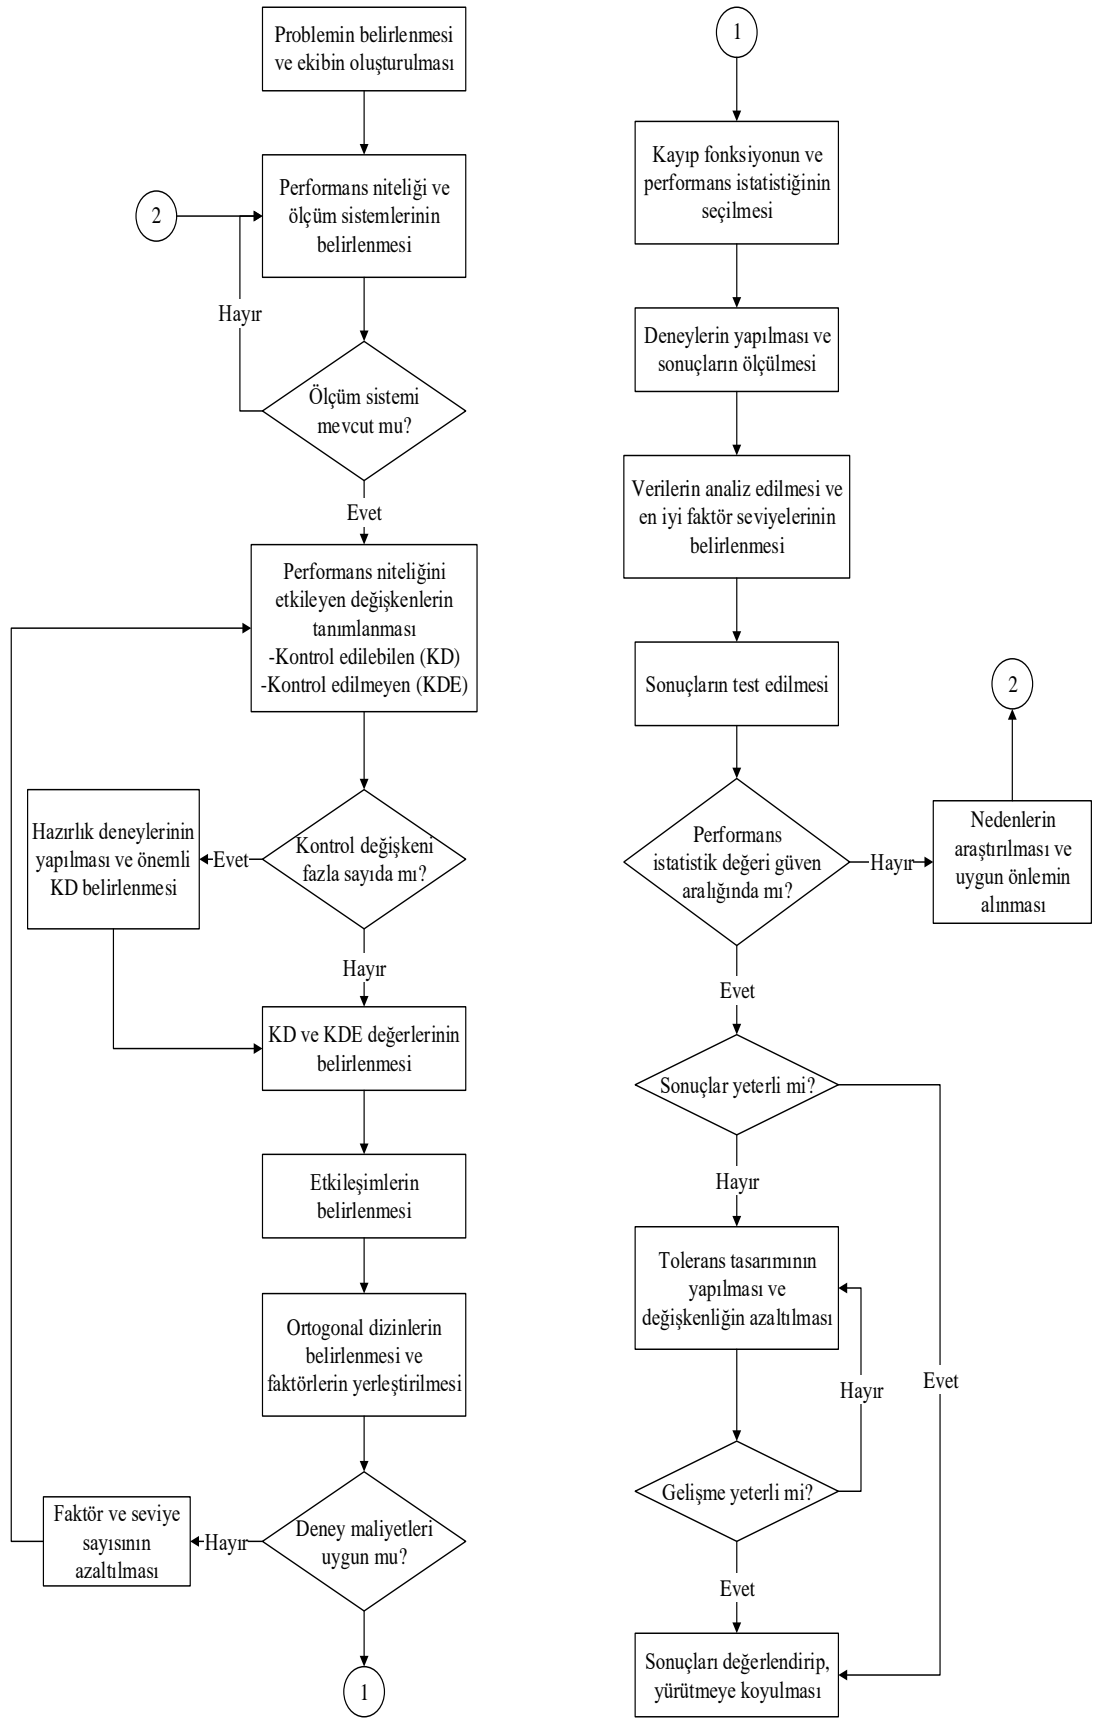 Problemin belirlenmesi
ve ekibin oluşturulması
2
Performans niteliği ve
ölçüm sistemlerinin
belirlenmesi
Hayır
Ölçüm sistemi
mevcut mu?
Evet
Performans niteliğini
etkileyen değişkenlerin
tanımlanması
-Kontrol edilebilen (KD)
-Kontrol edilmeyen (KDE)
Hazırlık deneylerinin
yapılması ve önemli
KD belirlenmesi
Evet
Kontrol değişkeni
fazla sayıda mı?
Hayır
KD ve KDE değerlerinin
belirlenmesi
Etkileşimlerin
belirlenmesi
Ortogonal dizinlerin
belirlenmesi ve
faktörlerin yerleştirilmesi
Faktör ve seviye
sayısının
azaltılması
Hayır
Deney maliyetleri
uygun mu?
1
1
Kayıp fonksiyonun ve
performans istatistiğinin
seçilmesi
Deneylerin yapılması ve
sonuçların ölçülmesi
Verilerin analiz edilmesi ve
en iyi faktör seviyelerinin
belirlenmesi
Sonuçların test edilmesi
2
Performans
istatistik değeri güven
aralığında mı?
Hayır
Nedenlerin
araştırılması ve
uygun önlemin
alınması
Evet
Sonuçlar yeterli mi?
Hayır
Tolerans tasarımının
yapılması ve
değişkenliğin azaltılması
Hayır
Evet
Gelişme yeterli mi?
Evet
Sonuçları değerlendirip,
yürütmeye koyulması